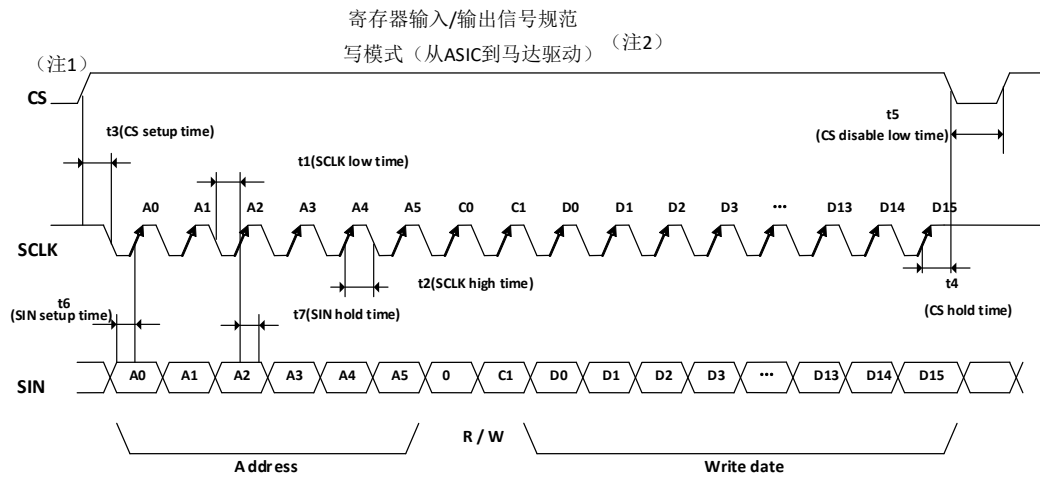 寄存器输入/输出信号规范
写模式（从ASIC到马达驱动）（注2）
（注1）
CS
t3(CS setup time)
t5
(CS disable low time)
t1(SCLK low time)
A0 A1 A2 A3 A4 A5 C0 C1 D0 D1 D2 D3 ... D13 D14 D15
SCLK
t2(SCLK high time)
t4
(CS hold time)
t6
(SIN setup time)
t7(SIN hold time)
SIN
A0 A1 A2 A3 A4 A5 0 C1 D0 D1 D2 D3 ... D13 D14 D15
R / W
Address
Write date